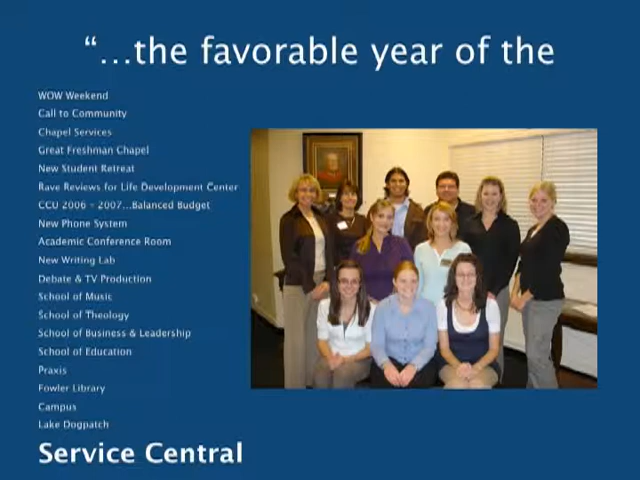 “...the favorable year of the
WOW Weekend
Call to Community
Chapel Services
Great Freshman Chapel
New Student Retreat
Rave Reviews for Life Development Center
CCU 2006 - 2007...Balanced Budget
New Phone System
Academic Conference Room
New Writing Lab
Debate & TV Production
School of Music
School of Theology
School of Business & Leadership
School of Education
Praxis
Fowler Library
Campus
Lake Dogpatch
Service Central